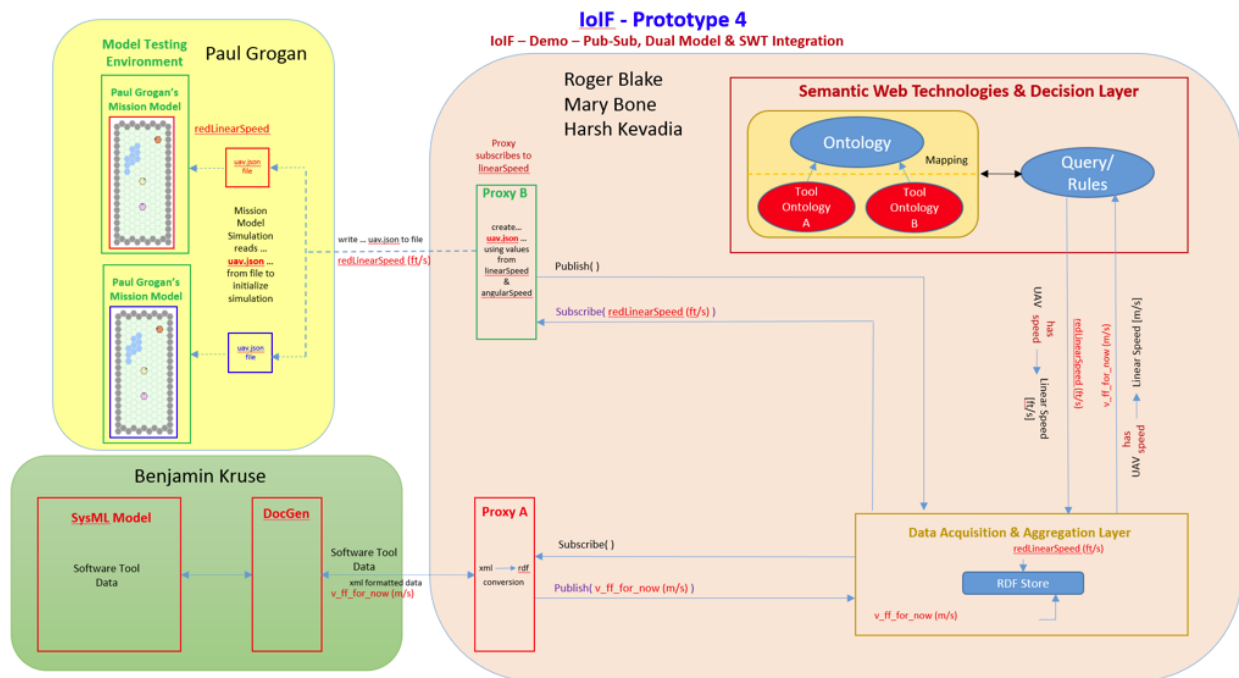 IoIF - Prototype 4
IoIF – Demo – Pub-Sub, Dual Model & SWT Integration
Model Testing
Environment
Paul Grogan
Paul Grogan's
Mission Model
redLinearSpeed
uav.json
file
Mission
Model
Simulation
reads ...
uav.json ...
from file to
initialize
simulation
Paul Grogan's
Mission Model
uav.json
file
write ... uav.json to file
redLinearSpeed (ft/s)
Benjamin Kruse
SysML Model
Software Tool
Data
DocGen
Software Tool
Data
xml formatted data
v_ff_for_now (m/s)
Roger Blake
Mary Bone
Harsh Kevadia
Proxy
subscribes to
linearSpeed
Proxy B
create...
uav.json ...
using values
from
linearSpeed
&
angularSpeed
Publish( )
Subscribe( redLinearSpeed (ft/s) )
Semantic Web Technologies & Decision Layer
Ontology
Mapping
Tool
Ontology
A
Tool
Ontology
B
Query/
Rules
UAV has speed Linear Speed [ft/s]
redLinearSpeed (ft/s)
v_ff_for_now (m/s)
UAV has speed Linear Speed [m/s]
Proxy A
xml rdf
conversion
Subscribe( )
Publish( v_ff_for_now (m/s) )
Data Acquisition & Aggregation Layer
redLinearSpeed (ft/s)
RDF Store
v_ff_for_now (m/s)